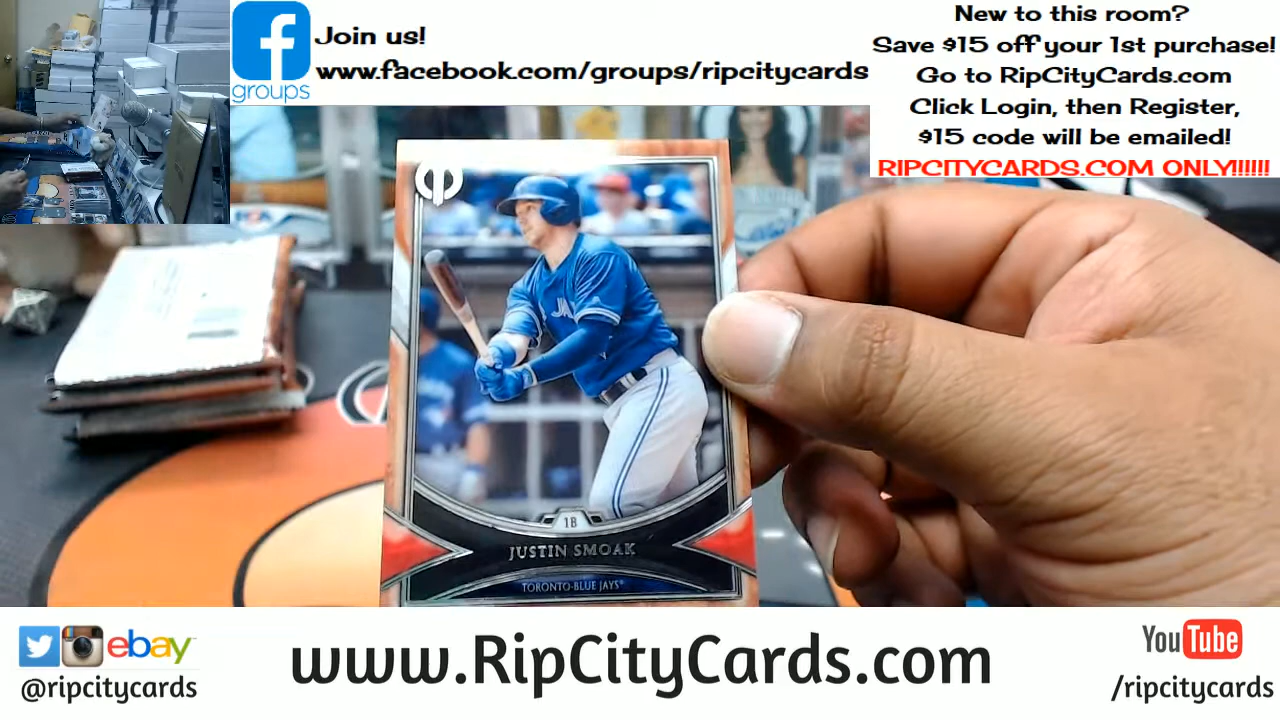 groups
Join us!
www.facebook.com/groups/ripcitycards
New to this room?
Save $15 off your 1st purchase!
Go to RipCityCards.com
Click Login, then Register,
$15 code will be emailed!
RIPCITYCARDS.COM ONLY!!!!!
JA
1B
JUSTIN SMOAK
TORONTO BLUE JAYS®
ebay™
@ripcitycards
www.RipCityCards.com
YouTube
/ripcitycards